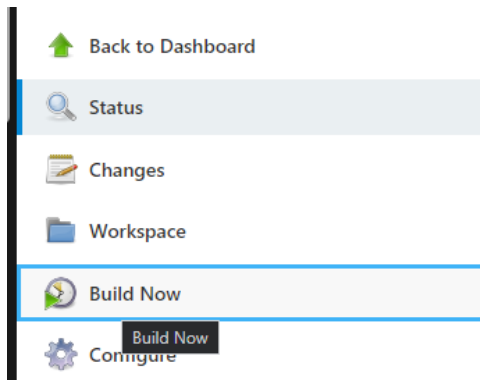 Back to Dashboard
Status
Changes
Workspace
Build Now
Build Now
Configure